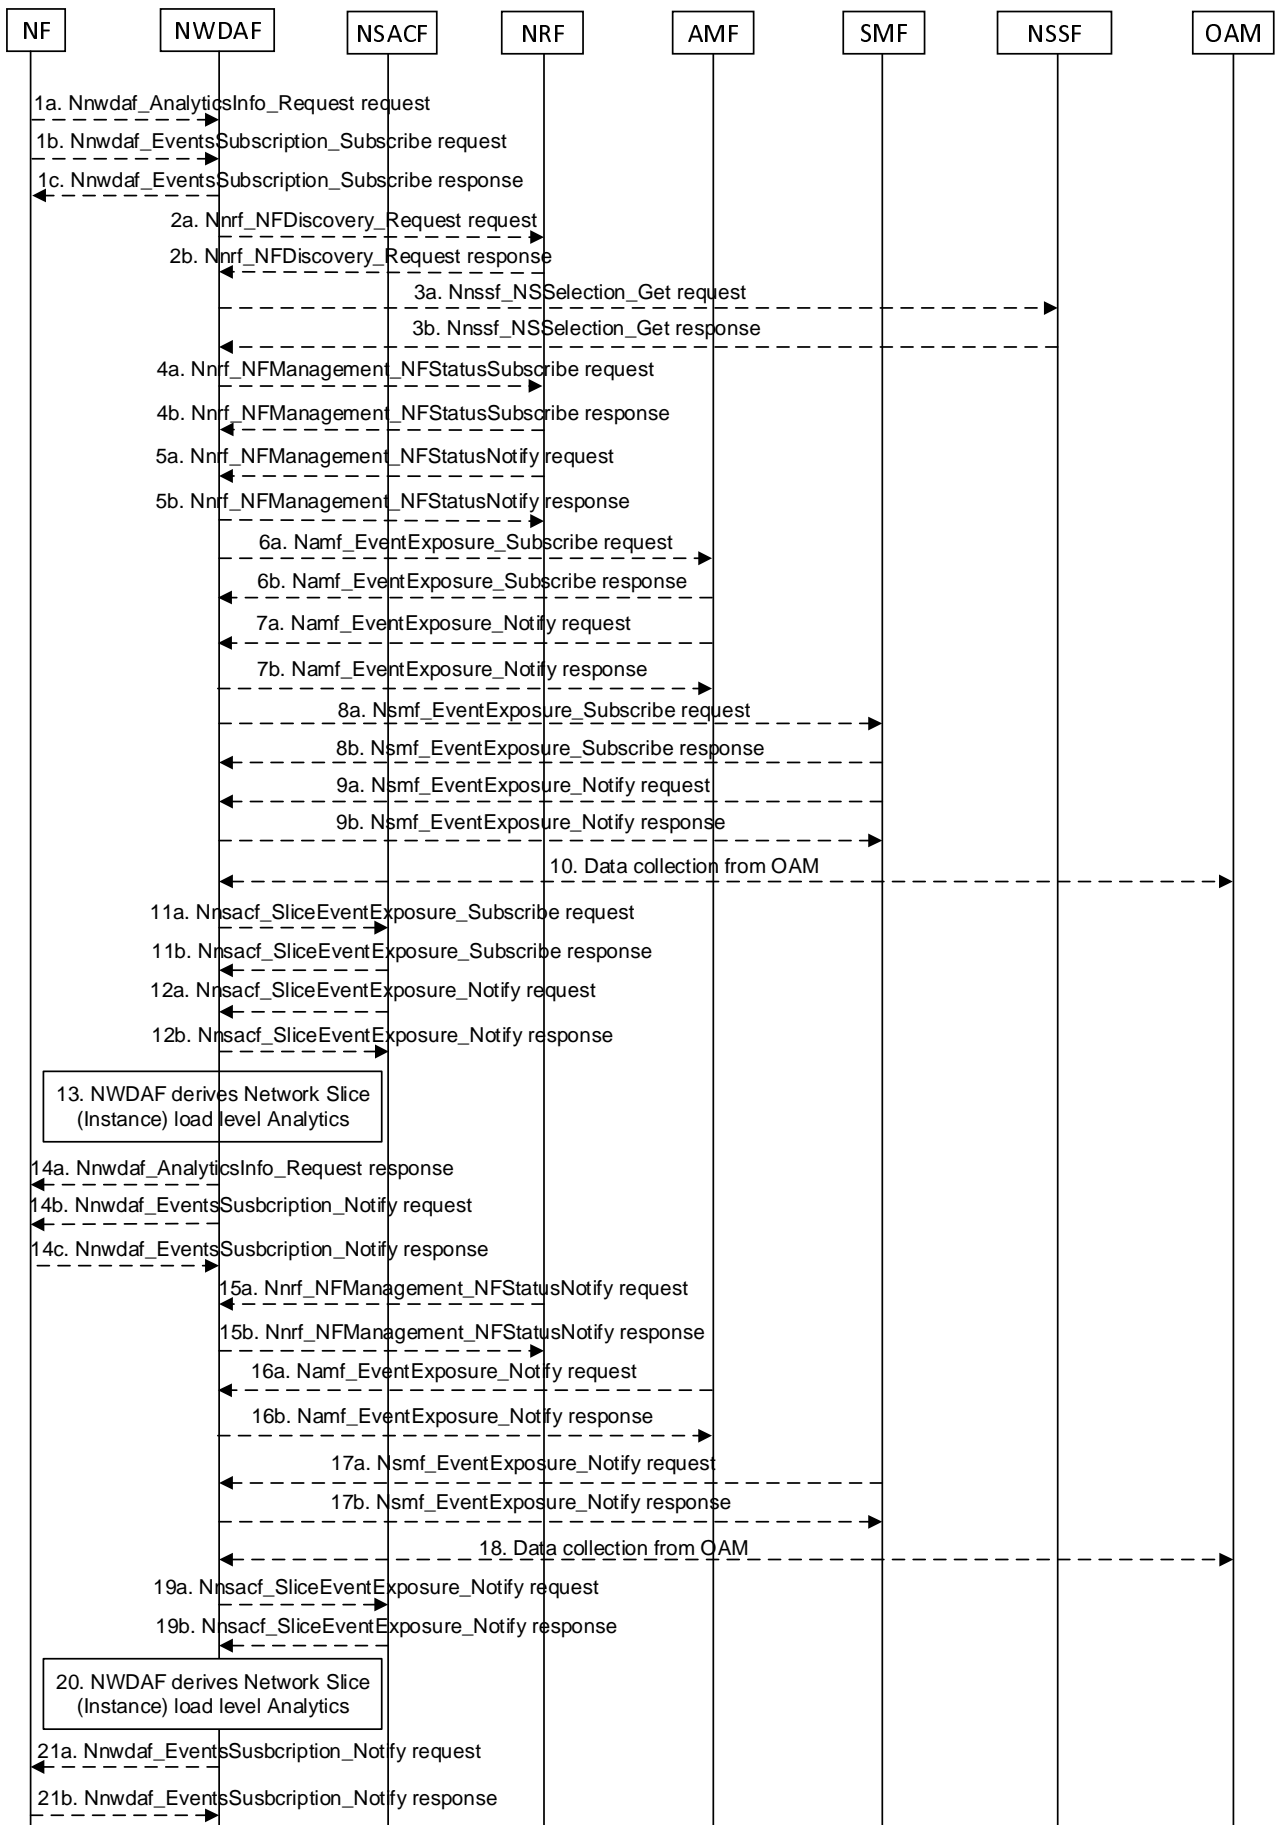 NF
NWDAF
NSACF
NRF
AMF
SMF
NSSF
OAM
1a. Nnwdaf_AnalyticsInfo_Request request
1b. Nnwdaf_EventsSubscription_Subscribe request
1c. Nnwdaf_EventsSubscription_Subscribe response
2a. Nnrf_NFDiscovery_Request request
2b. Nnrf_NFDiscovery_Request response
3a. Nnssf_NSSelection_Get request
3b. Nnssf_NSSelection_Get response
4a. Nnrf_NFManagement_NFStatusSubscribe request
4b. Nnrf_NFManagement_NFStatusSubscribe response
5a. Nnrf_NFManagement_NFStatusNotify request
5b. Nnrf_NFManagement_NFStatusNotify response
6a. Namf_EventExposure_Subscribe request
6b. Namf_EventExposure_Subscribe response
7a. Namf_EventExposure_Notify request
7b. Namf_EventExposure_Notify response
8a. Nsmf_EventExposure_Subscribe request
8b. Nsmf_EventExposure_Subscribe response
9a. Nsmf_EventExposure_Notify request
9b. Nsmf_EventExposure_Notify response
10. Data collection from OAM
11a. Nnsacf_SliceEventExposure_Subscribe request
11b. Nnsacf_SliceEventExposure_Subscribe response
12a. Nnsacf_SliceEventExposure_Notify request
12b. Nnsacf_SliceEventExposure_Notify response
13. NWDAF derives Network Slice
(Instance) load level Analytics
14a. Nnwdaf_AnalyticsInfo_Request response
14b. Nnwdaf_EventsSusbcription_Notify request
14c. Nnwdaf_EventsSusbcription_Notify response
15a. Nnrf_NFManagement_NFStatusNotify request
15b. Nnrf_NFManagement_NFStatusNotify response
16a. Namf_EventExposure_Notify request
16b. Namf_EventExposure_Notify response
17a. Nsmf_EventExposure_Notify request
17b. Nsmf_EventExposure_Notify response
18. Data collection from OAM
19a. Nnsacf_SliceEventExposure_Notify request
19b. Nnsacf_SliceEventExposure_Notify response
20. NWDAF derives Network Slice
(Instance) load level Analytics
21a. Nnwdaf_EventsSusbcription_Notify request
21b. Nnwdaf_EventsSusbcription_Notify response